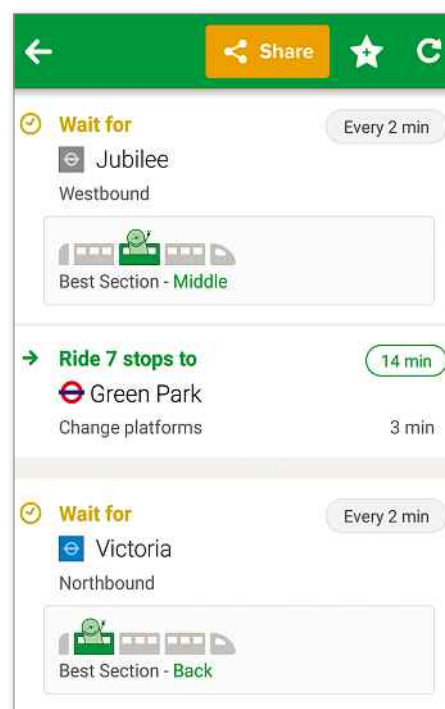 Share
Wait for
Every 2 min
Jubilee
Westbound
Best Section - Middle
Ride 7 stops to
14 min
Green Park
Change platforms
3 min
Wait for
Every 2 min
Victoria
Northbound
Best Section - Back